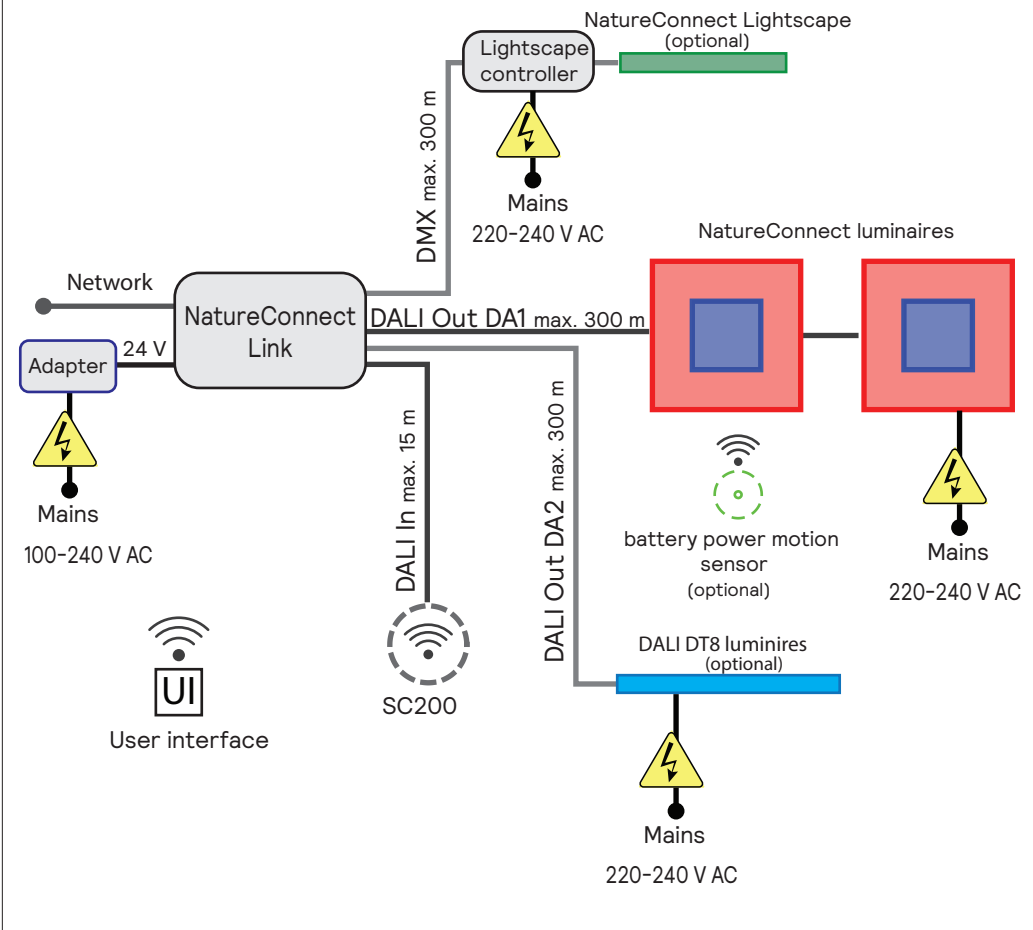 NatureConnect Lightscape
(optional)
Lightscape
controller
DMX max. 300 m
Mains
220-240 V AC
NatureConnect luminaires
Network
NatureConnect
Link
DALI Out DA1 max. 300 m
24 V
Adapter
Mains
100-240 V AC
DALI In max. 15 m
DALI Out DA2 max. 300 m
battery power motion
sensor
(optional)
Mains
220-240 V AC
UI
User interface
SC200
DALI DT8 luminires
(optional)
Mains
220-240 V AC